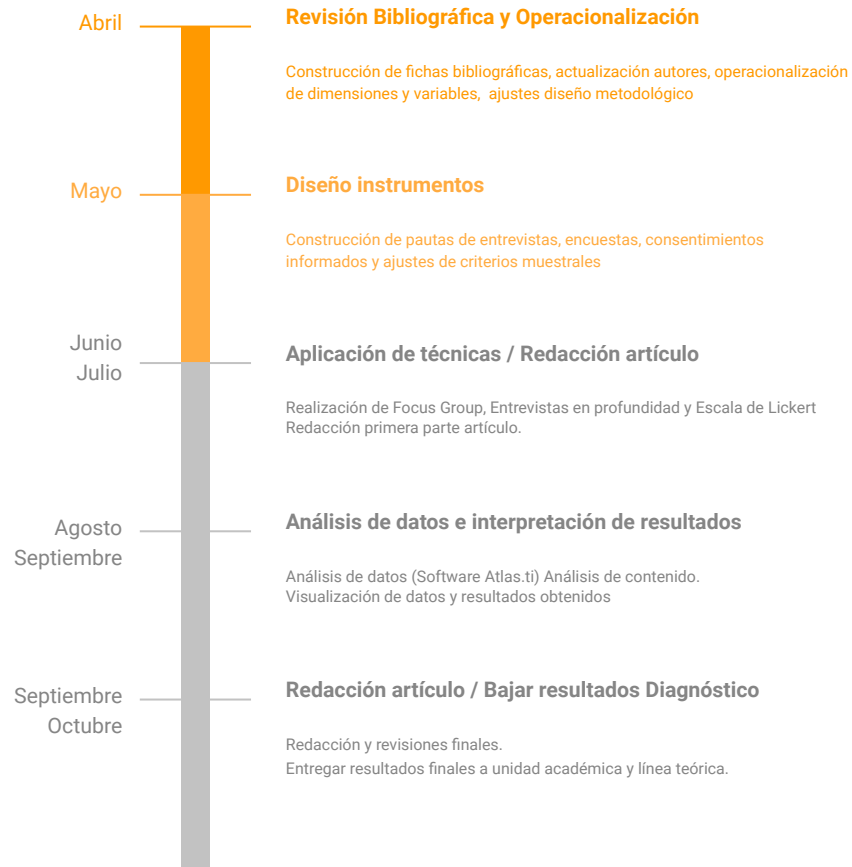 Abril
Revisión Bibliográfica y Operacionalización
Construcción de fichas bibliográficas, actualización autores, operacionalización
de dimensiones y variables, ajustes diseño metodológico
Mayo
Diseño instrumentos
Construcción de pautas de entrevistas, encuestas, consentimientos
informados y ajustes de criterios muestrales
Junio
Julio
Aplicación de técnicas / Redacción artículo
Realización de Focus Group, Entrevistas en profundidad y Escala de Lickert
Redacción primera parte artículo.
Agosto
Septiembre
Análisis de datos e interpretación de resultados
Análisis de datos (Software Atlas.ti) Análisis de contenido.
Visualización de datos y resultados obtenidos
Septiembre
Octubre
Redacción artículo / Bajar resultados Diagnóstico
Redacción y revisiones finales.
Entregar resultados finales a unidad académica y línea teórica.